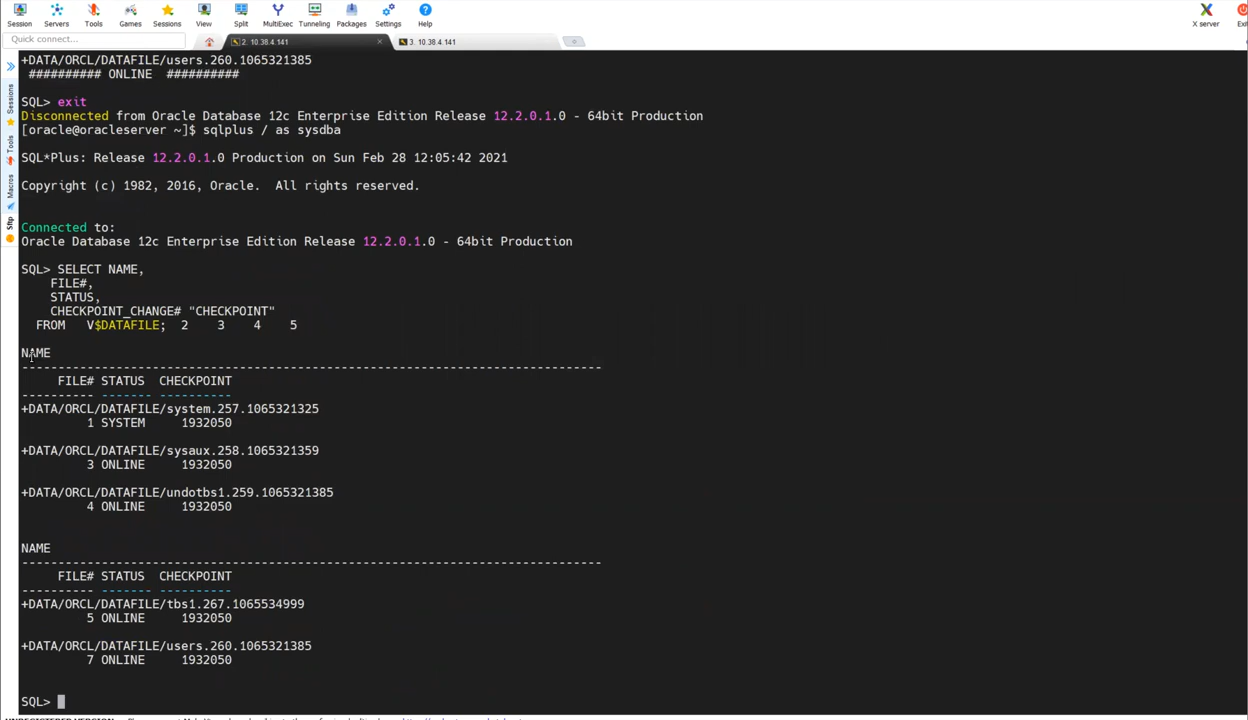 Session Servers Tools Games Sessions View Split MultiExec Tunneling Packages Settings Help X server
Quick connect...
2. 10.38.4.141
3. 10.38.4.141
Sessions
Tools
Macros
Sftp
+DATA/ORCL/DATAFILE/users.260.1065321385
########## ONLINE ##########
SQL> exit
Disconnected from Oracle Database 12c Enterprise Edition Release 12.2.0.1.0 - 64bit Production
[oracle@oracleserver ~]$ sqlplus / as sysdba
SQL*Plus: Release 12.2.0.1.0 Production on Sun Feb 28 12:05:42 2021
Copyright (c) 1982, 2016, Oracle. All rights reserved.
Connected to:
Oracle Database 12c Enterprise Edition Release 12.2.0.1.0 - 64bit Production
SQL> SELECT NAME,
FILE#,
STATUS,
CHECKPOINT_CHANGE# "CHECKPOINT"
FROM V$DATAFILE; 2 3 4 5
NAME
--------------------------------------------------------------------------------
FILE# STATUS CHECKPOINT
---------- ------- ----------
+DATA/ORCL/DATAFILE/system.257.1065321325
1 SYSTEM 1932050
+DATA/ORCL/DATAFILE/sysaux.258.1065321359
3 ONLINE 1932050
+DATA/ORCL/DATAFILE/undotbs1.259.1065321385
4 ONLINE 1932050
NAME
--------------------------------------------------------------------------------
FILE# STATUS CHECKPOINT
---------- ------- ----------
+DATA/ORCL/DATAFILE/tbs1.267.1065534999
5 ONLINE 1932050
+DATA/ORCL/DATAFILE/users.260.1065321385
7 ONLINE 1932050
SQL>
UNREGISTERED VERSION